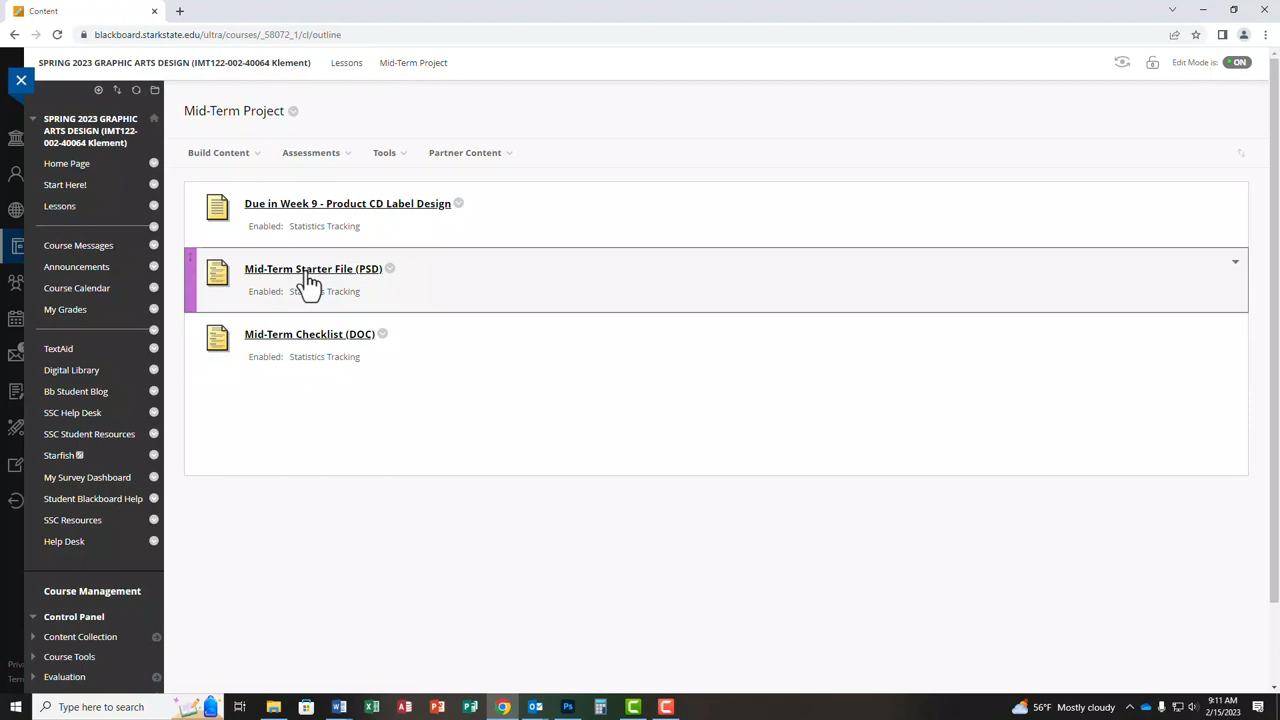 Content
blackboard.starkstate.edu/ultra/courses/_58072_1/cl/outline
SPRING 2023 GRAPHIC ARTS DESIGN (IMT122-002-40064 Klement)
Lessons
Mid-Term Project
Edit Mode is:
ON
SPRING 2023 GRAPHIC
ARTS DESIGN (IMT122-
002-40064 Klement)
Home Page
Start Here!
Lessons
Course Messages
Announcements
Course Calendar
My Grades
TextAid
Digital Library
Bb Student Blog
SSC Help Desk
SSC Student Resources
Starfish
My Survey Dashboard
Student Blackboard Help
SSC Resources
Help Desk
Course Management
Control Panel
Content Collection
Course Tools
Evaluation
Mid-Term Project
Build Content
Assessments
Tools
Partner Content
Due in Week 9 - Product CD Label Design
Enabled: Statistics Tracking
Mid-Term Starter File (PSD)
Enabled: Statistics Tracking
Mid-Term Checklist (DOC)
Enabled: Statistics Tracking
Type here to search
56°F Mostly cloudy
9:11 AM
2/15/2023